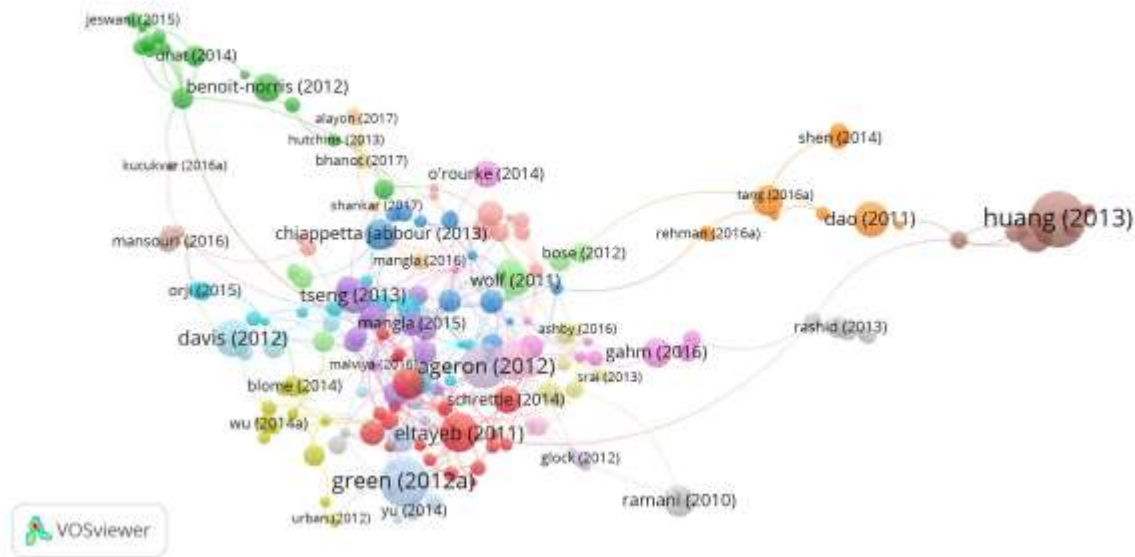 jeswani (2015)
dhat (2014)
benoit-norris (2012)
alayon (2017)
hutchins (2013)
bhanot (2017)
kucukvar (2016a)
o'rourke (2014)
shen (2014)
tang (2016a)
shankar (2017)
dao (2011)
huang (2013)
chiappetta jabbour (2013)
rehman (2016a)
mansouri (2016)
bose (2012)
mangla (2016)
wolf (2011)
orji (2015)
tseng (2013)
mangla (2015)
ashby (2016)
rashid (2013)
davis (2012)
gahm (2016)
malviya (2016)
ageron (2012)
srai (2013)
blome (2014)
schrettle (2014)
wu (2014a)
eltayeb (2011)
glock (2012)
green (2012a)
ramani (2010)
yu (2014)
urban (2012)
VOSviewer